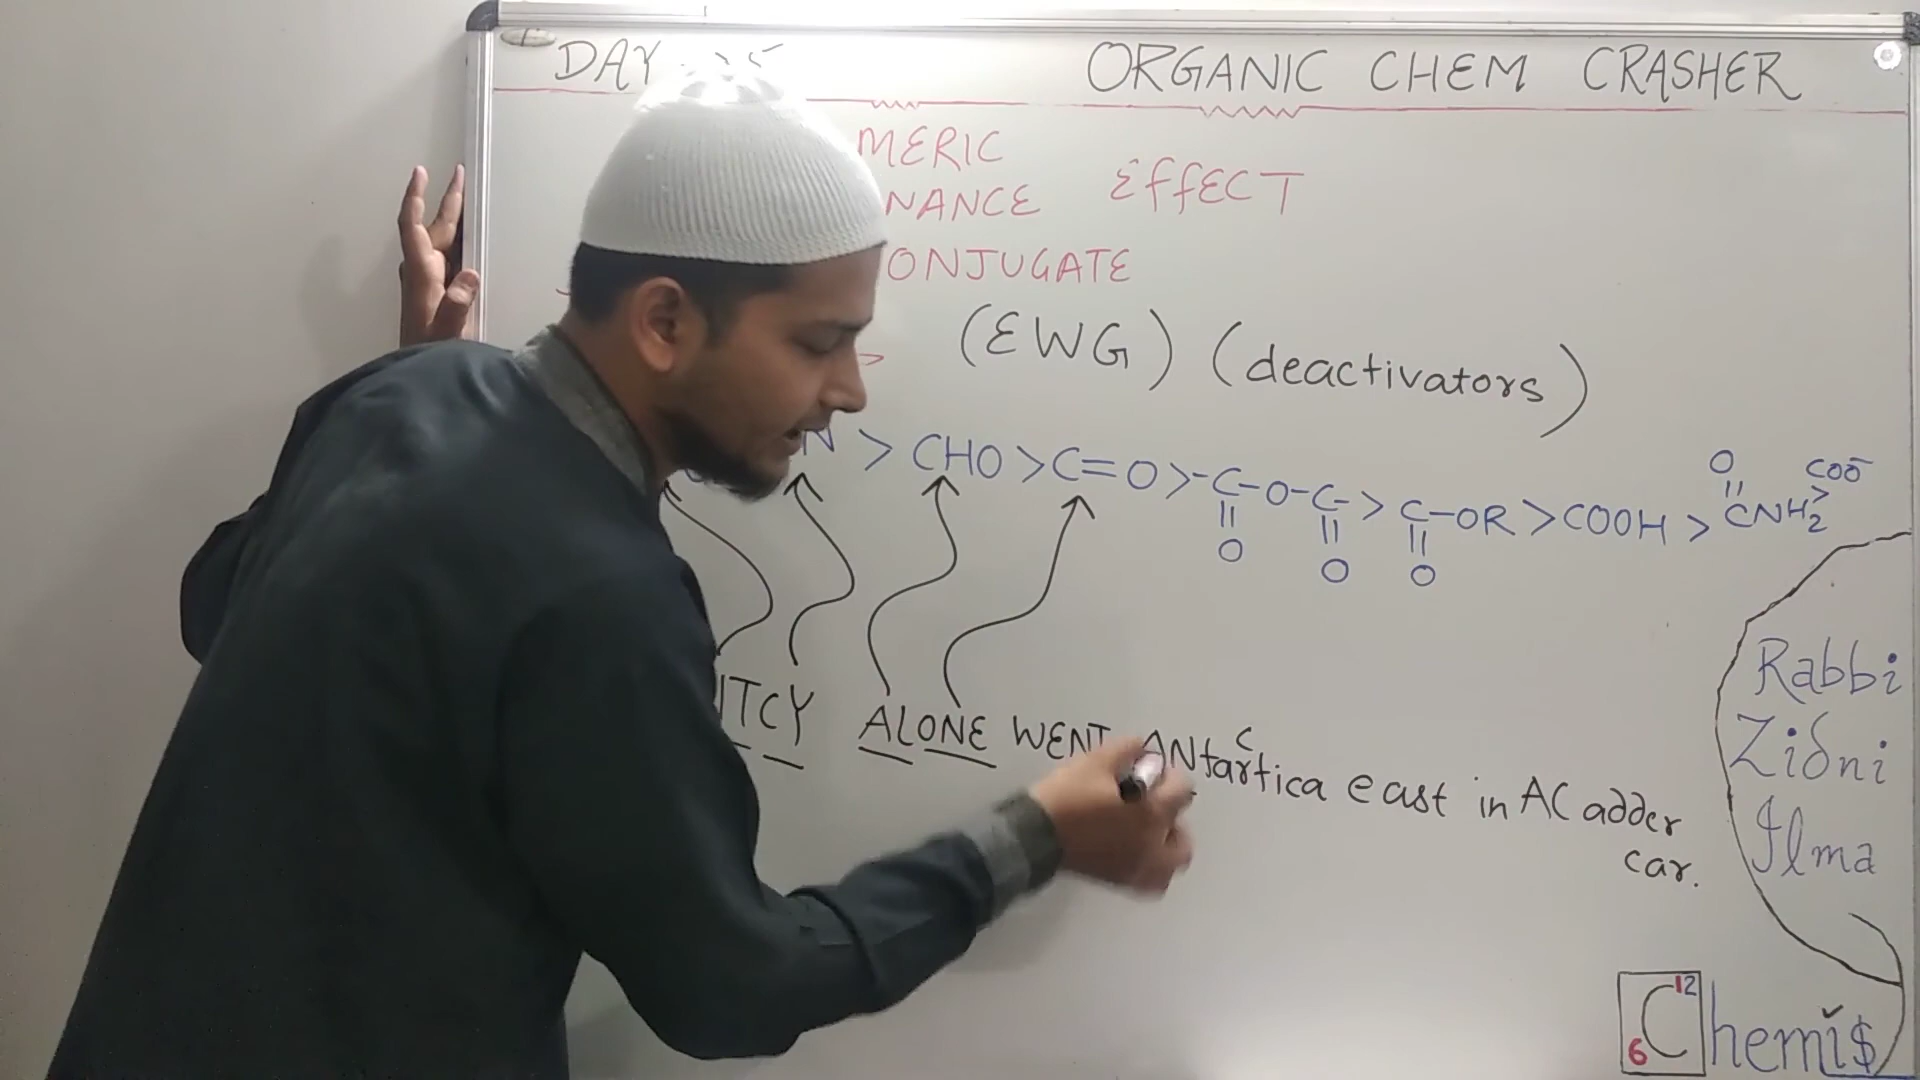 DAY
ORGANIC CHEM CRASHER
MERIC
NANCE EffECT
ONJUGATE
(EWG) (deactivators)
N > CHO > C=O > -C-O-C- > C-OR > COOH > CNH₂ > COO⁻
O O O O
ITCY ALONE WENT ANtarctica east in AC adder
car.
Rabbi
Zidni
Ilma
12
6
Chemi$